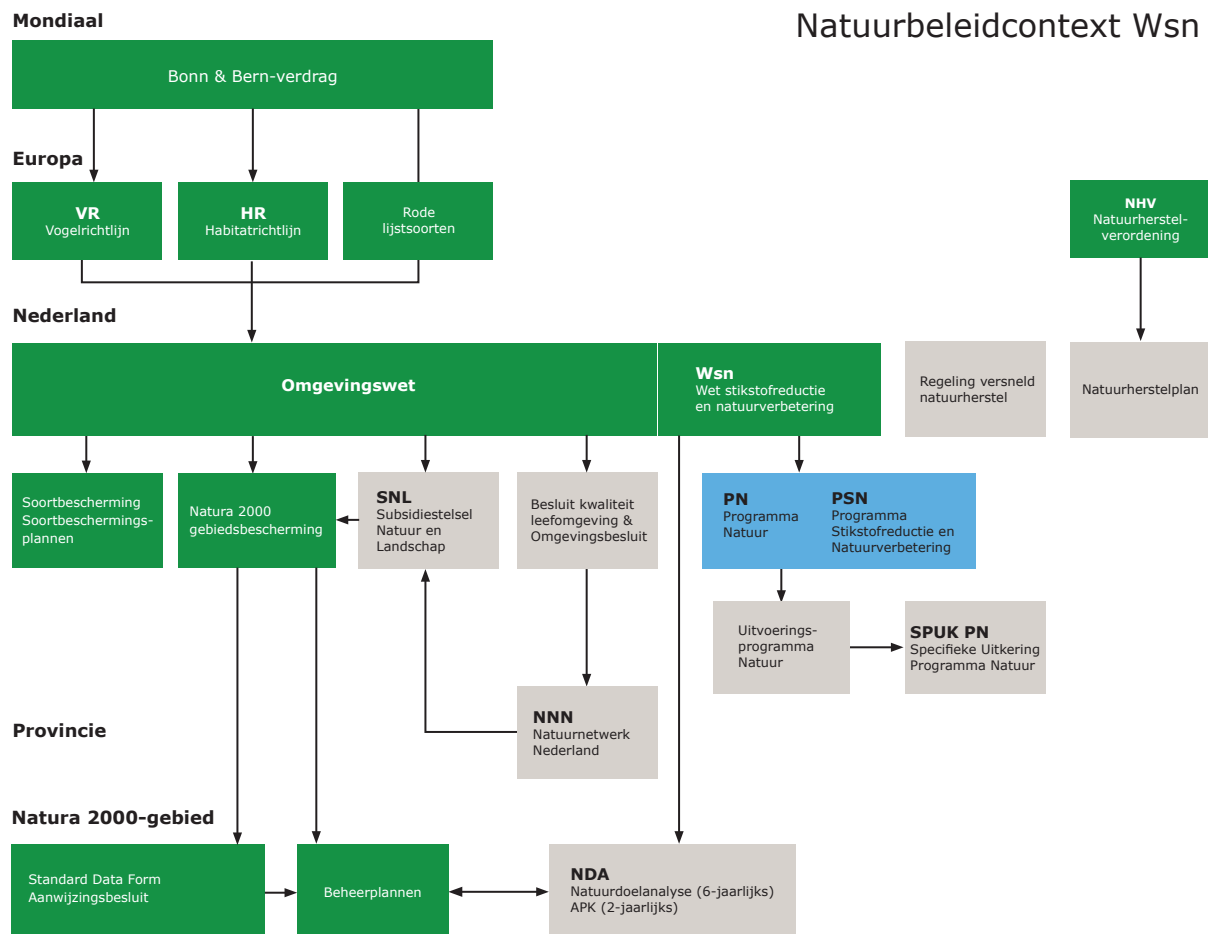 Mondiaal
Natuurbeleidcontext Wsn
Bonn & Bern-verdrag
Europa
VR
Vogelrichtlijn
HR
Habitatrichtlijn
Rode
lijstsoorten
NHV
Natuurherstel-
verordening
Nederland
Omgevingswet
Wsn
Wet stikstofreductie
en natuurverbetering
Regeling versneld
natuurherstel
Natuurherstelplan
Soortbescherming
Soortbeschermings-
plannen
Natura 2000
gebiedsbescherming
SNL
Subsidiestelsel
Natuur en
Landschap
Besluit kwaliteit
leefomgeving &
Omgevingsbesluit
PN
Programma
Natuur
PSN
Programma
Stikstofreductie en
Natuurverbetering
Uitvoerings-
programma
Natuur
SPUK PN
Specifieke Uitkering
Programma Natuur
NNN
Natuurnetwerk
Nederland
Provincie
Natura 2000-gebied
Standard Data Form
Aanwijzingsbesluit
Beheerplannen
NDA
Natuurdoelanalyse (6-jaarlijks)
APK (2-jaarlijks)